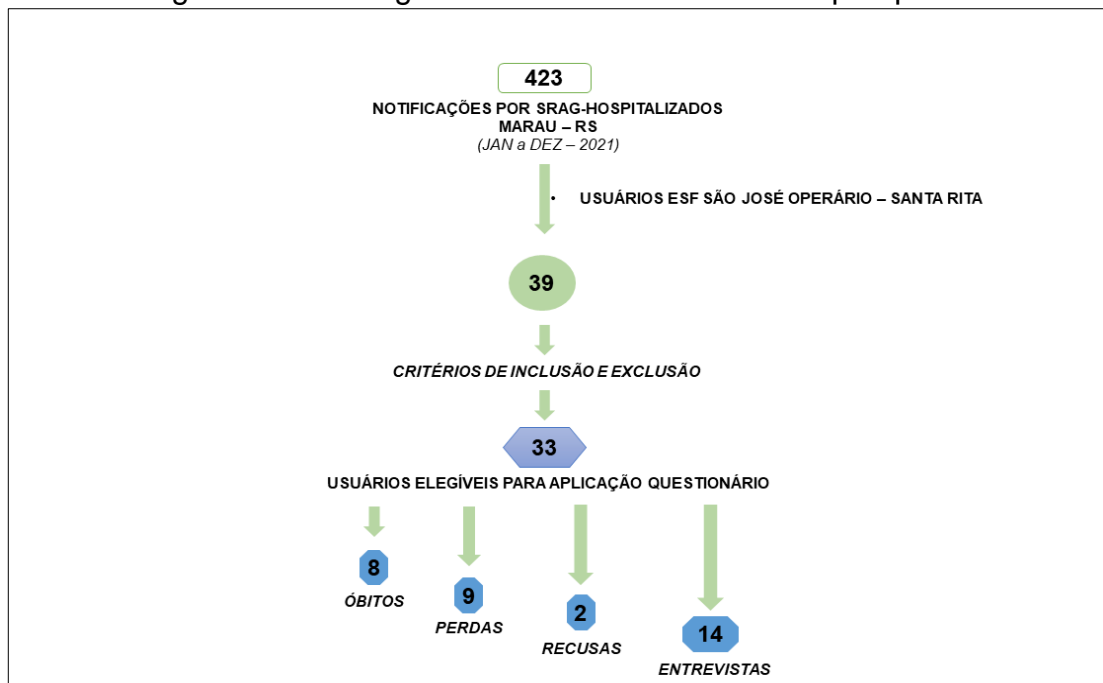 423
NOTIFICAÇÕES POR SRAG-HOSPITALIZADOS
MARAU – RS
(JAN a DEZ – 2021)
• USUÁRIOS ESF SÃO JOSÉ OPERÁRIO – SANTA RITA
39
CRITÉRIOS DE INCLUSÃO E EXCLUSÃO
33
USUÁRIOS ELEGÍVEIS PARA APLICAÇÃO QUESTIONÁRIO
8
ÓBITOS
9
PERDAS
2
RECUSAS
14
ENTREVISTAS